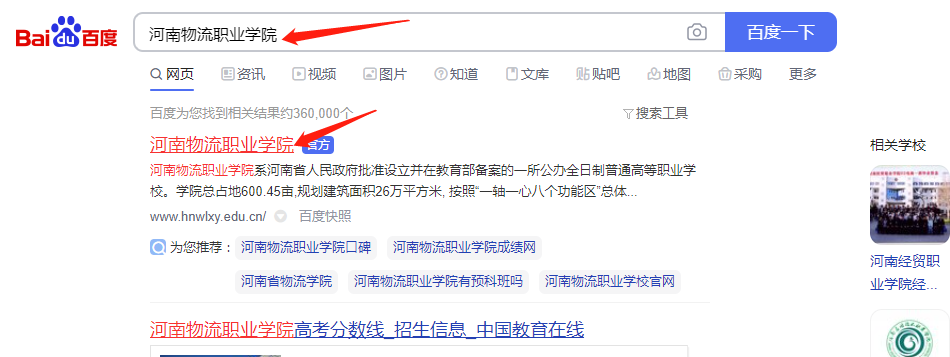 Bai du 百度 河南物流职业学院 百度一下
网页 资讯 视频 图片 知道 文库 贴吧 地图 采购 更多
百度为您找到相关结果约360,000个 搜索工具
河南物流职业学院 官方
河南物流职业学院系河南省人民政府批准设立并在教育部备案的一所公办全日制普通高等职业学
校。学院总占地600.45亩,规划建筑面积26万平方米, 按照“一轴一心八个功能区”总体...
www.hnwlxy.edu.cn/ 百度快照
为您推荐： 河南物流职业学院口碑 河南物流职业学院成绩网
河南省物流学院 河南物流职业学院有预科班吗 河南物流职业学校官网
河南物流职业学院高考分数线_招生信息_中国教育在线
相关学校
河南经贸职
业学院经...